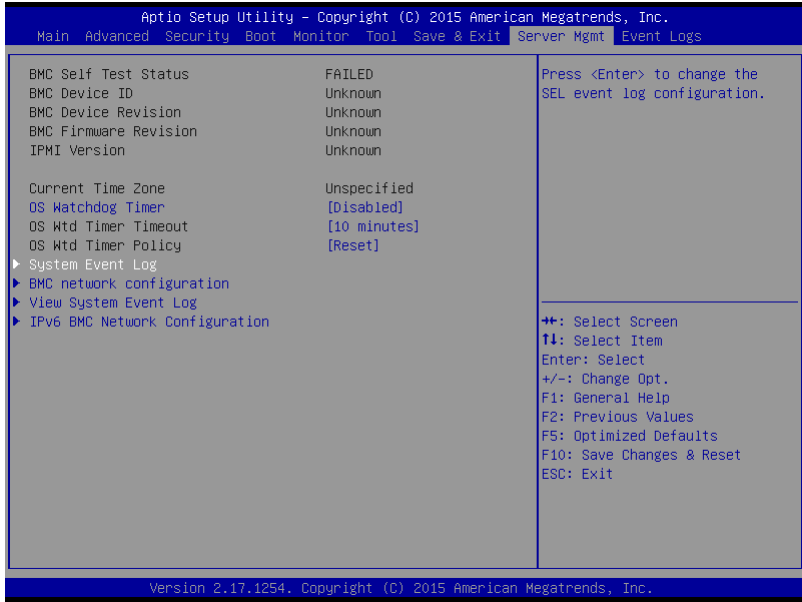 Aptio Setup Utility – Copyright (C) 2015 American Megatrends, Inc.
Main Advanced Security Boot Monitor Tool Save & Exit Server Mgmt Event Logs
BMC Self Test Status FAILED
BMC Device ID Unknown
BMC Device Revision Unknown
BMC Firmware Revision Unknown
IPMI Version Unknown
Current Time Zone Unspecified
OS Watchdog Timer [Disabled]
OS Wtd Timer Timeout [10 minutes]
OS Wtd Timer Policy [Reset]
System Event Log
BMC network configuration
View System Event Log
IPv6 BMC Network Configuration
Press <Enter> to change the
SEL event log configuration.
→←: Select Screen
↑↓: Select Item
Enter: Select
+/-: Change Opt.
F1: General Help
F2: Previous Values
F5: Optimized Defaults
F10: Save Changes & Reset
ESC: Exit
Version 2.17.1254. Copyright (C) 2015 American Megatrends, Inc.